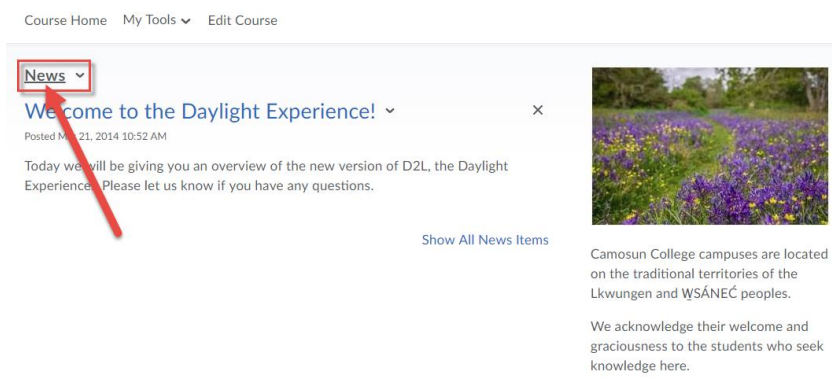 Course Home My Tools Edit Course
News
Welcome to the Daylight Experience!
Posted 21, 2014 10:52 AM
Today we will be giving you an overview of the new version of D2L, the Daylight
Experience. Please let us know if you have any questions.
Show All News Items
Camosun College campuses are located
on the traditional territories of the
Lkwungen and W̱SÁNEĆ peoples.
We acknowledge their welcome and
graciousness to the students who seek
knowledge here.